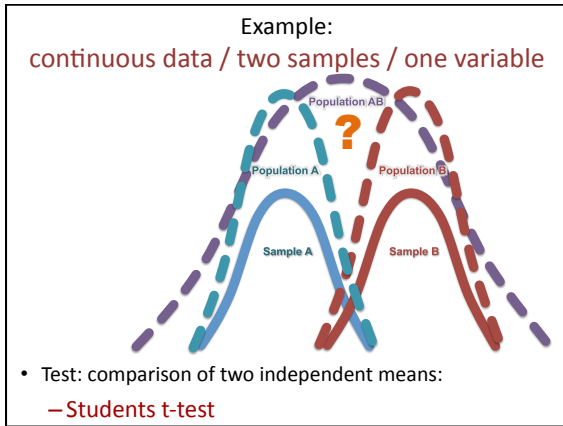 Example:
continuous data / two samples / one variable
Population AB
?
Population A
Population B
Sample A
Sample B
• Test: comparison of two independent means:
– Students t-test